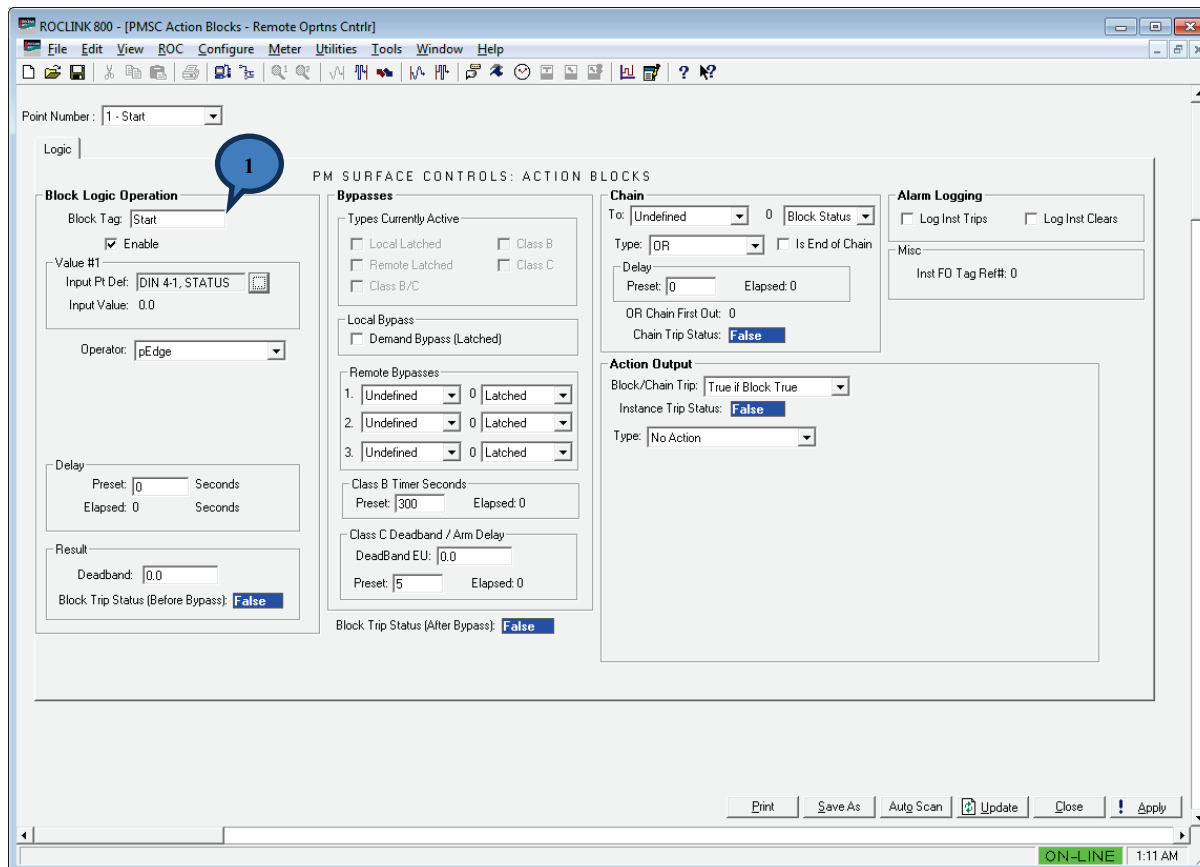 ROCLINK 800 - [PMSC Action Blocks - Remote Oprtns Cntrlr]
File Edit View ROC Configure Meter Utilities Tools Window Help
Point Number : 1 - Start
Logic
1
PM SURFACE CONTROLS: ACTION BLOCKS
Block Logic Operation
Block Tag: Start
Enable
Value #1
Input Pt Def: DIN 4-1, STATUS ...
Input Value: 0.0
Operator: pEdge
Delay
Preset: 0 Seconds
Elapsed: 0 Seconds
Result
Deadband: 0.0
Block Trip Status (Before Bypass): False
Bypasses
Types Currently Active
Local Latched Class B
Remote Latched Class C
Class B/C
Local Bypass
Demand Bypass (Latched)
Remote Bypasses
1. Undefined 0 Latched
2. Undefined 0 Latched
3. Undefined 0 Latched
Class B Timer Seconds
Preset: 300 Elapsed: 0
Class C Deadband / Arm Delay
DeadBand EU: 0.0
Preset: 5 Elapsed: 0
Block Trip Status (After Bypass): False
Chain
To: Undefined 0 Block Status
Type: OR Is End of Chain
Delay
Preset: 0 Elapsed: 0
OR Chain First Out: 0
Chain Trip Status: False
Action Output
Block/Chain Trip: True if Block True
Instance Trip Status: False
Type: No Action
Alarm Logging
Log Inst Trips Log Inst Clears
Misc
Inst FO Tag Ref#: 0
Print Save As Auto Scan Update Close ! Apply
ON-LINE 1:11 AM